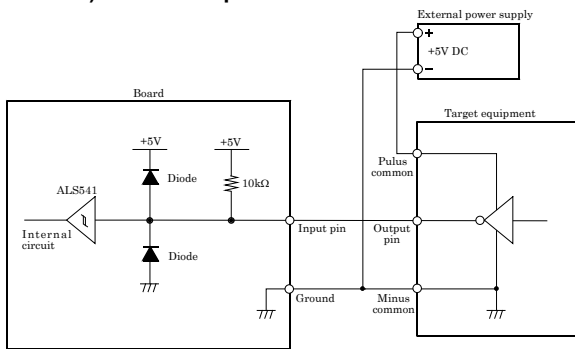 External power supply
+
+5V DC
−
Board
Target equipment
+5V
+5V
ALS541
Diode
10kΩ
Pulus
common
Internal
circuit
Input pin
Output
pin
Diode
Ground
Minus
common